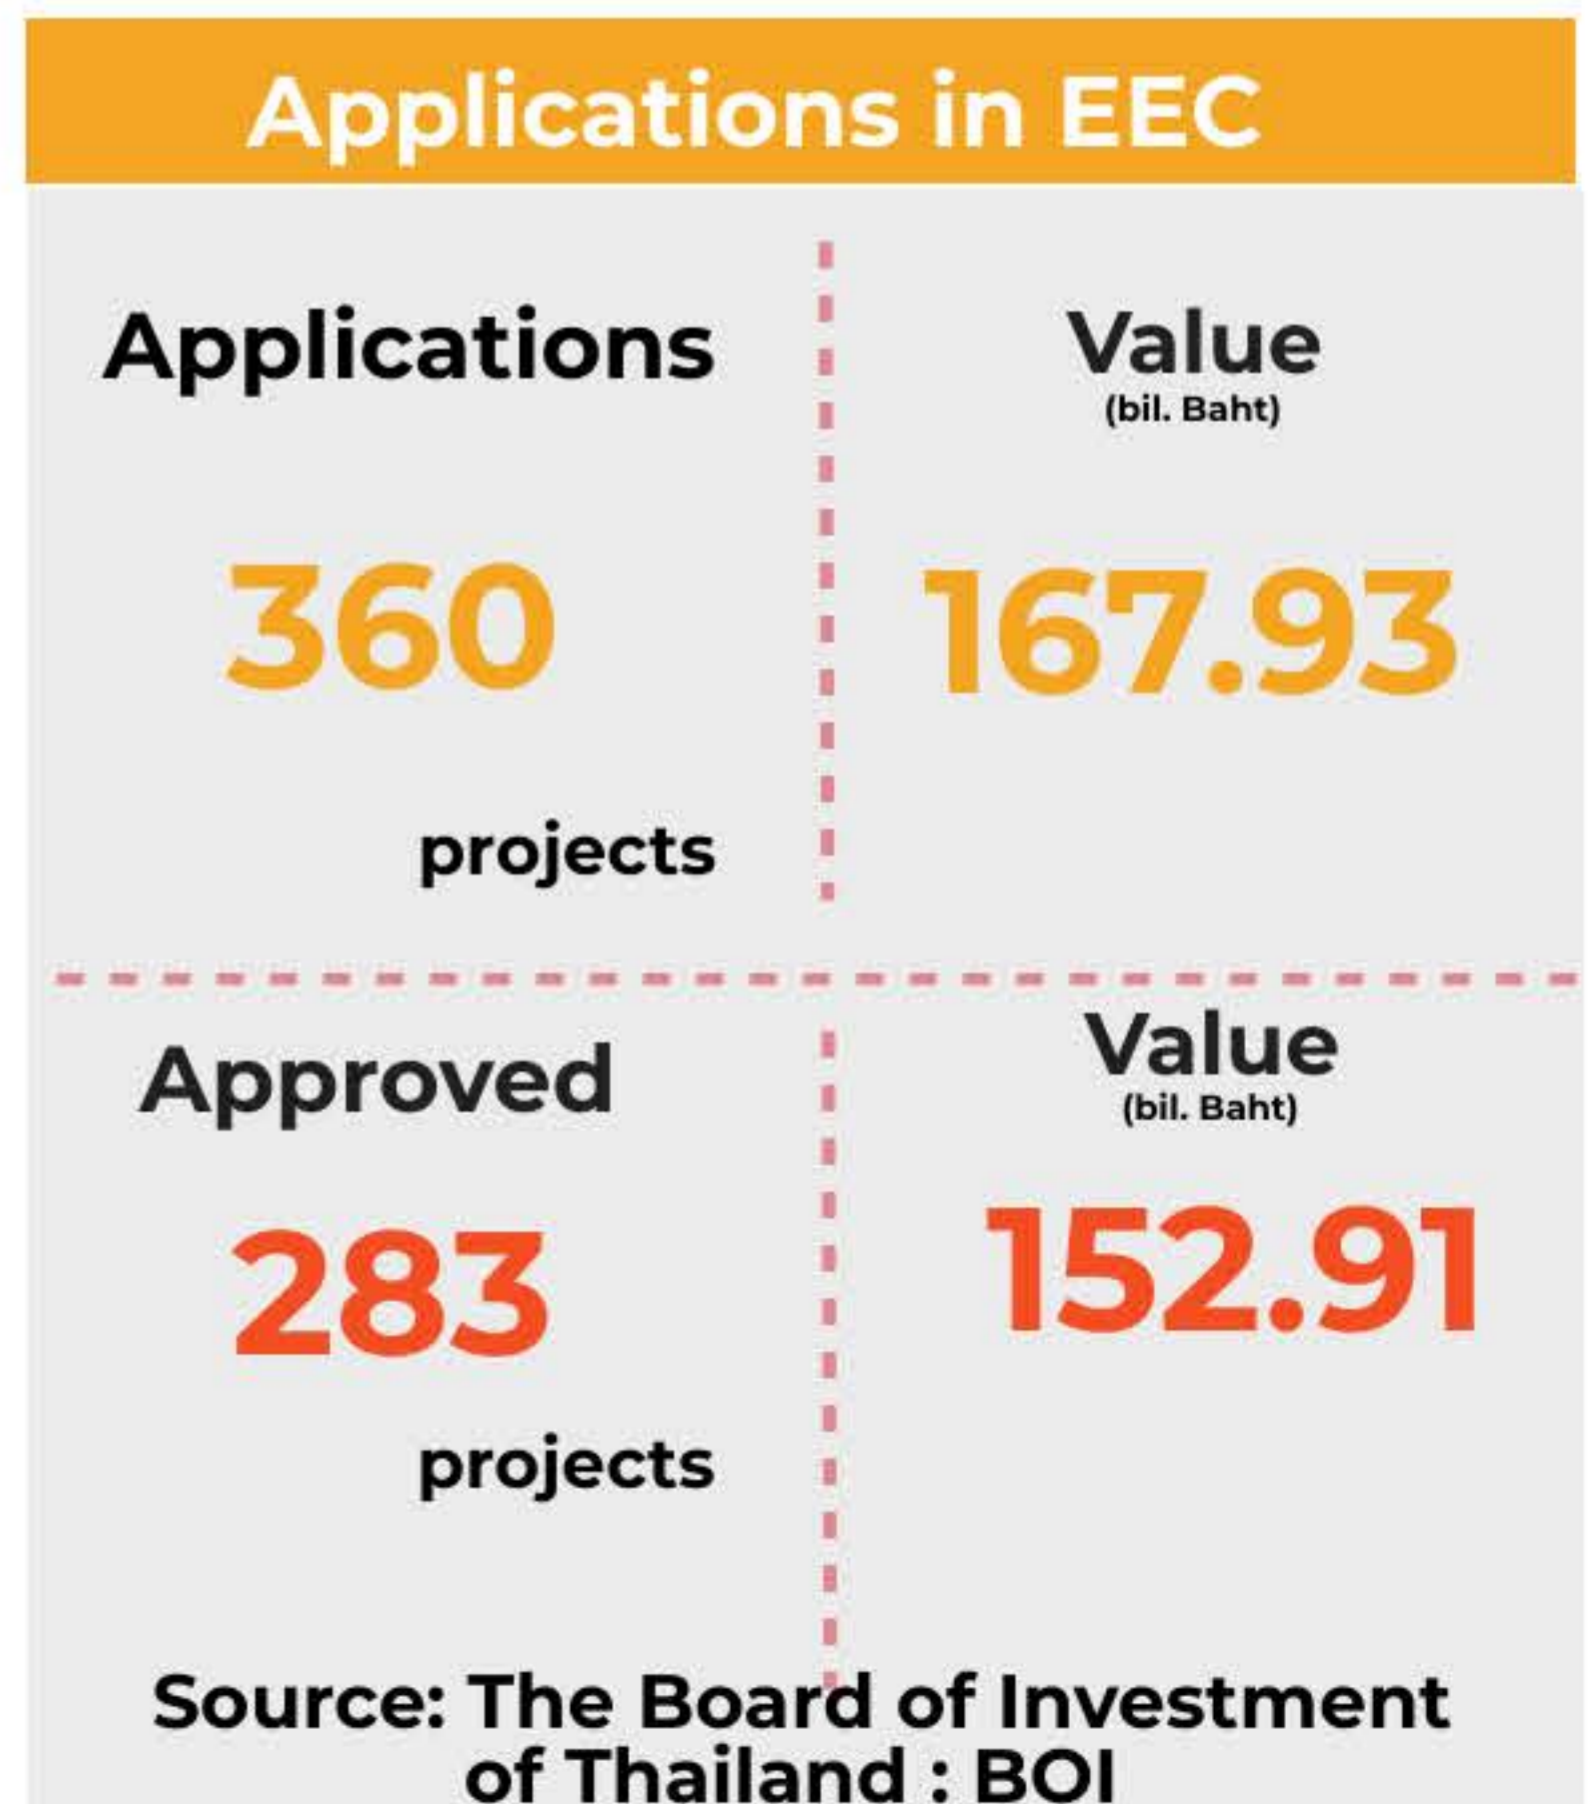 Applications in EEC
Applications
Value
(bil. Baht)
360
167.93
projects
Approved
Value
(bil. Baht)
283
152.91
projects
Source: The Board of Investment
of Thailand : BOI